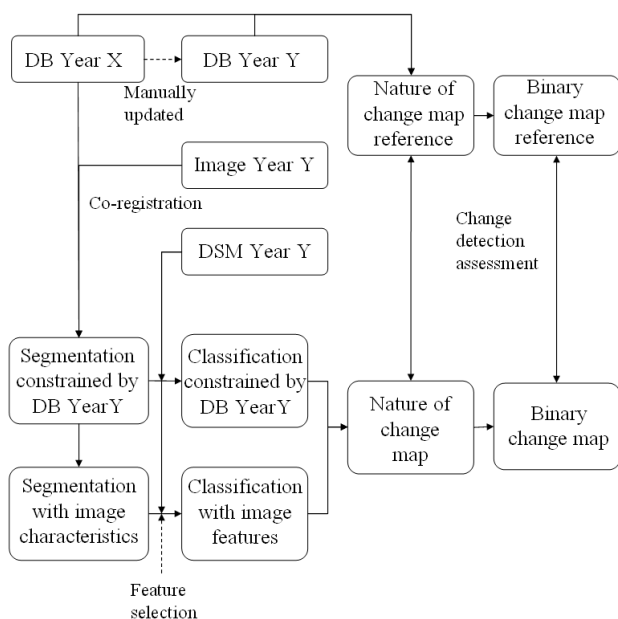 DB Year X
DB Year Y
Manually
updated
Nature of
change map
reference
Binary
change map
reference
Image Year Y
Co-registration
DSM Year Y
Change
detection
assessment
Segmentation
constrained by
DB YearY
Classification
constrained by
DB YearY
Nature of
change
map
Binary
change map
Segmentation
with image
characteristics
Classification
with image
features
Feature
selection